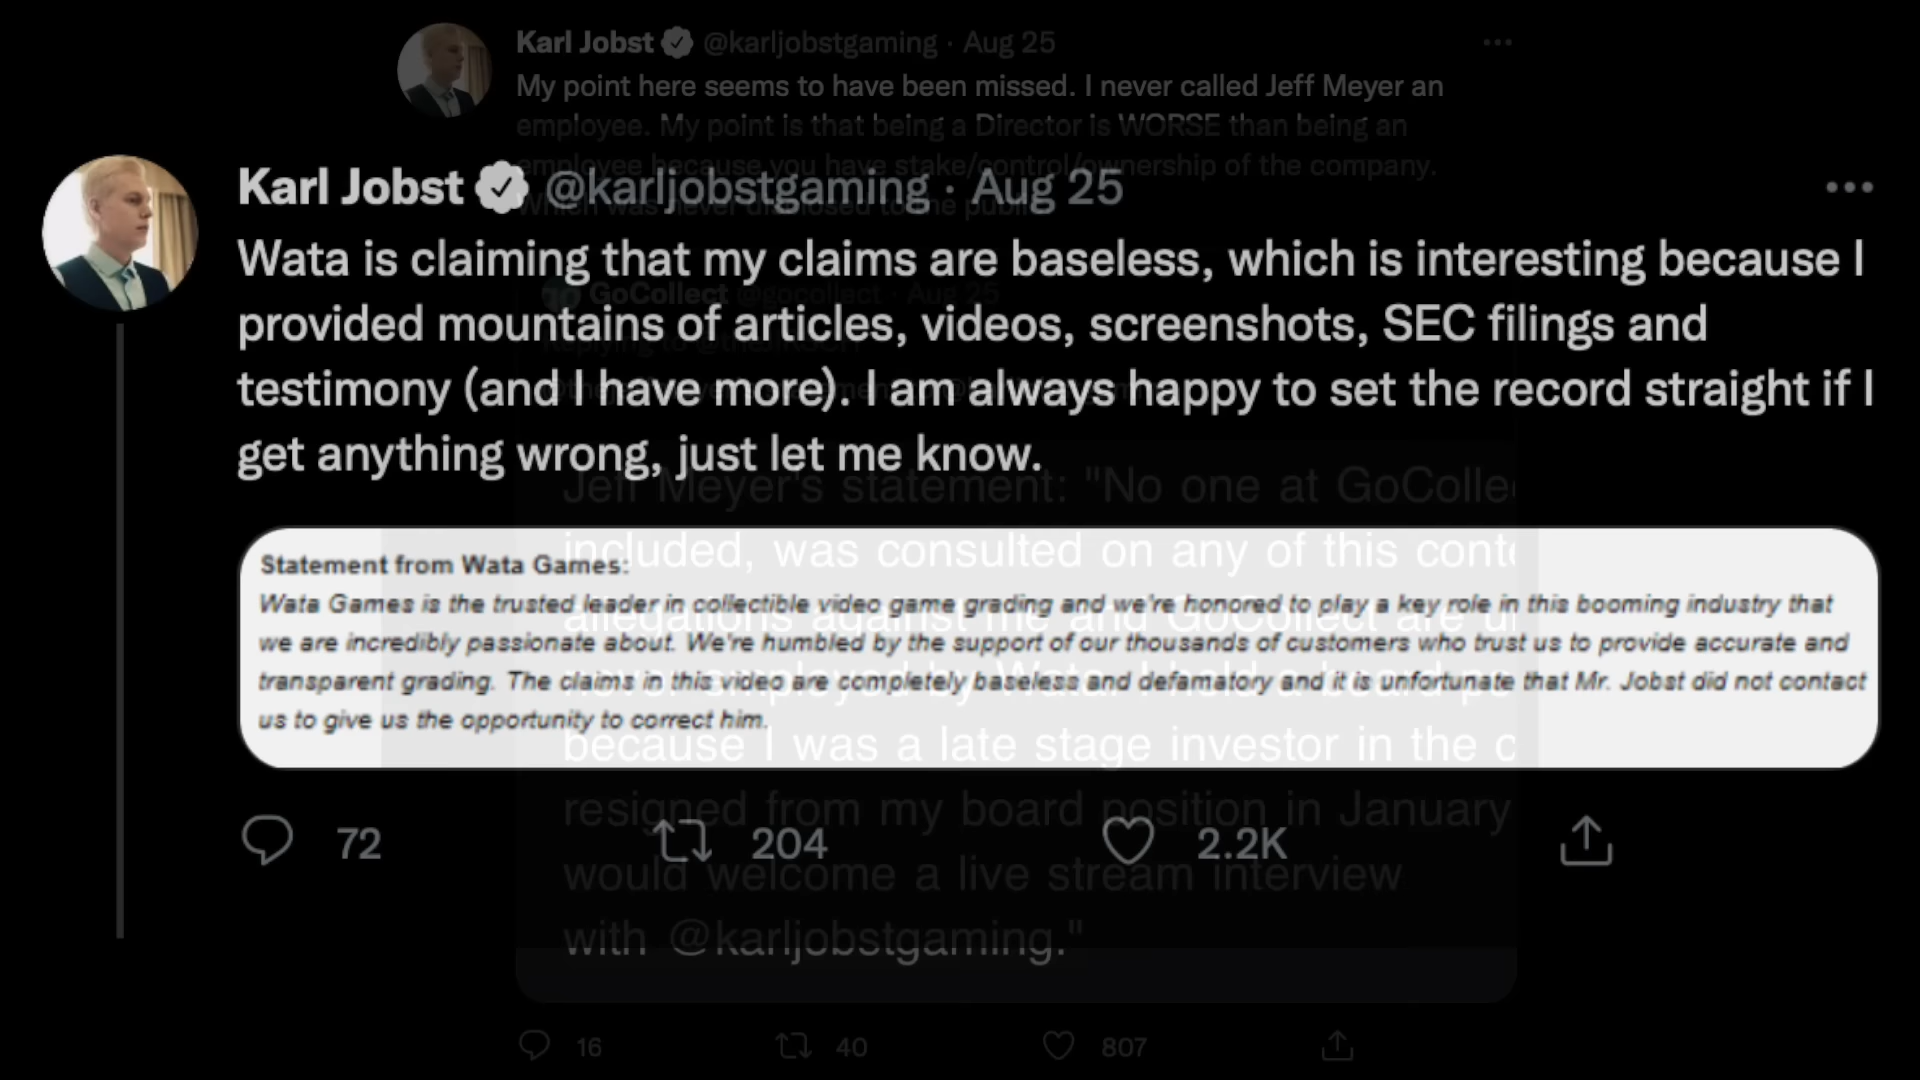 Karl Jobst @karljobstgaming · Aug 25
My point here seems to have been missed. I never called Jeff Meyer an
employee. My point is that being a Director is WORSE than being an
employee because you have stake/control/ownership of the company.
Which was never disclosed to the public
Karl Jobst @karljobstgaming · Aug 25
Wata is claiming that my claims are baseless, which is interesting because I
provided mountains of articles, videos, screenshots, SEC filings and
testimony (and I have more). I am always happy to set the record straight if I
get anything wrong, just let me know.
Statement from Wata Games:
Wata Games is the trusted leader in collectible video game grading and we're honored to play a key role in this booming industry that
we are incredibly passionate about. We're humbled by the support of our thousands of customers who trust us to provide accurate and
transparent grading. The claims in this video are completely baseless and defamatory and it is unfortunate that Mr. Jobst did not contact
us to give us the opportunity to correct him.
72 204 2.2K
GoCollect @gocollect · Aug 25
Replying to
Jeff Meyer's statement: "No one at GoCollec
included, was consulted on any of this conte
allegations against me and GoCollect are u
never employed by Wata. I held a board po
because I was a late stage investor in the c
resigned from my board position in January
would welcome a live stream interview
with @karljobstgaming."
16 40 807